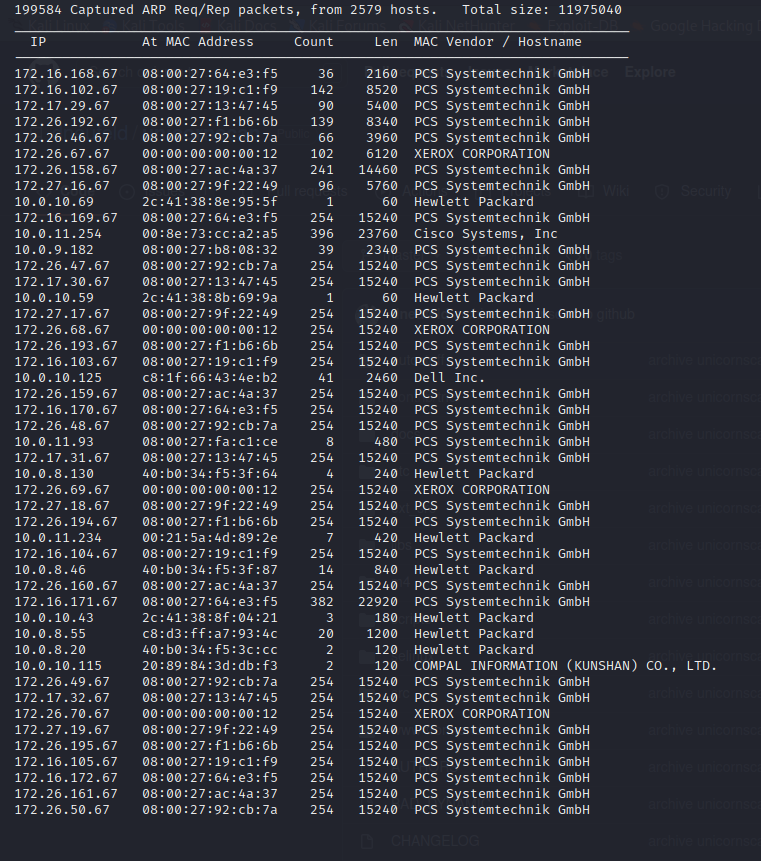 199584 Captured ARP Req/Rep packets, from 2579 hosts.   Total size: 11975040
IP            At MAC Address     Count     Len  MAC Vendor / Hostname
172.16.168.67   08:00:27:64:e3:f5     36    2160  PCS Systemtechnik GmbH
172.16.102.67   08:00:27:19:c1:f9    142    8520  PCS Systemtechnik GmbH
172.17.29.67    08:00:27:13:47:45     90    5400  PCS Systemtechnik GmbH
172.26.192.67   08:00:27:f1:b6:6b    139    8340  PCS Systemtechnik GmbH
172.26.46.67    08:00:27:92:cb:7a     66    3960  PCS Systemtechnik GmbH
172.26.67.67    00:00:00:00:00:12    102    6120  XEROX CORPORATION
172.26.158.67   08:00:27:ac:4a:37    241   14460  PCS Systemtechnik GmbH
172.27.16.67    08:00:27:9f:22:49     96    5760  PCS Systemtechnik GmbH
10.0.10.69      2c:41:38:8e:95:5f      1      60  Hewlett Packard
172.16.169.67   08:00:27:64:e3:f5    254   15240  PCS Systemtechnik GmbH
10.0.11.254     00:8e:73:cc:a2:a5    396   23760  Cisco Systems, Inc
10.0.9.182      08:00:27:b8:08:32     39    2340  PCS Systemtechnik GmbH
172.26.47.67    08:00:27:92:cb:7a    254   15240  PCS Systemtechnik GmbH
172.17.30.67    08:00:27:13:47:45    254   15240  PCS Systemtechnik GmbH
10.0.10.59      2c:41:38:8b:69:9a      1      60  Hewlett Packard
172.27.17.67    08:00:27:9f:22:49    254   15240  PCS Systemtechnik GmbH
172.26.68.67    00:00:00:00:00:12    254   15240  XEROX CORPORATION
172.26.193.67   08:00:27:f1:b6:6b    254   15240  PCS Systemtechnik GmbH
172.16.103.67   08:00:27:19:c1:f9    254   15240  PCS Systemtechnik GmbH
10.0.10.125     c8:1f:66:43:4e:b2     41    2460  Dell Inc.
172.26.159.67   08:00:27:ac:4a:37    254   15240  PCS Systemtechnik GmbH
172.16.170.67   08:00:27:64:e3:f5    254   15240  PCS Systemtechnik GmbH
172.26.48.67    08:00:27:92:cb:7a    254   15240  PCS Systemtechnik GmbH
10.0.11.93      08:00:27:fa:c1:ce      8     480  PCS Systemtechnik GmbH
172.17.31.67    08:00:27:13:47:45    254   15240  PCS Systemtechnik GmbH
10.0.8.130      40:b0:34:f5:3f:64      4     240  Hewlett Packard
172.26.69.67    00:00:00:00:00:12    254   15240  XEROX CORPORATION
172.27.18.67    08:00:27:9f:22:49    254   15240  PCS Systemtechnik GmbH
172.26.194.67   08:00:27:f1:b6:6b    254   15240  PCS Systemtechnik GmbH
10.0.11.234     00:21:5a:4d:89:2e      7     420  Hewlett Packard
172.16.104.67   08:00:27:19:c1:f9    254   15240  PCS Systemtechnik GmbH
10.0.8.46       40:b0:34:f5:3f:87     14     840  Hewlett Packard
172.26.160.67   08:00:27:ac:4a:37    254   15240  PCS Systemtechnik GmbH
172.16.171.67   08:00:27:64:e3:f5    382   22920  PCS Systemtechnik GmbH
10.0.10.43      2c:41:38:8f:04:21      3     180  Hewlett Packard
10.0.8.55       c8:d3:ff:a7:93:4c     20    1200  Hewlett Packard
10.0.8.20       40:b0:34:f5:3c:cc      2     120  Hewlett Packard
10.0.10.115     20:89:84:3d:db:f3      2     120  COMPAL INFORMATION (KUNSHAN) CO., LTD.
172.26.49.67    08:00:27:92:cb:7a    254   15240  PCS Systemtechnik GmbH
172.17.32.67    08:00:27:13:47:45    254   15240  PCS Systemtechnik GmbH
172.26.70.67    00:00:00:00:00:12    254   15240  XEROX CORPORATION
172.27.19.67    08:00:27:9f:22:49    254   15240  PCS Systemtechnik GmbH
172.26.195.67   08:00:27:f1:b6:6b    254   15240  PCS Systemtechnik GmbH
172.16.105.67   08:00:27:19:c1:f9    254   15240  PCS Systemtechnik GmbH
172.16.172.67   08:00:27:64:e3:f5    254   15240  PCS Systemtechnik GmbH
172.26.161.67   08:00:27:ac:4a:37    254   15240  PCS Systemtechnik GmbH
172.26.50.67    08:00:27:92:cb:7a    254   15240  PCS Systemtechnik GmbH
CHANGELOG